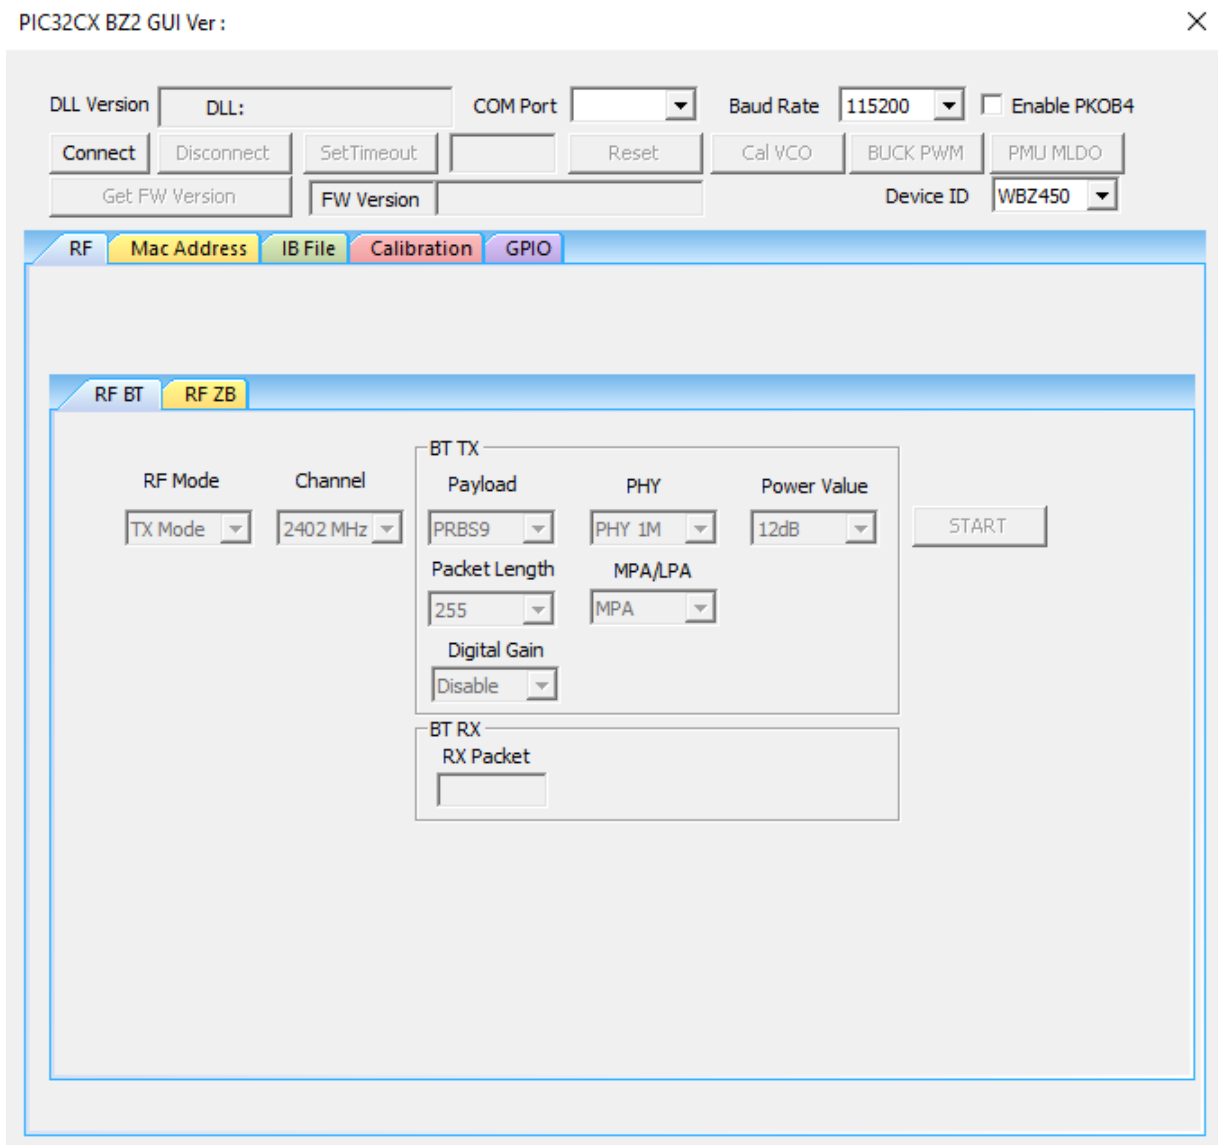 PIC32CX BZ2 GUI Ver :
DLL Version DLL: COM Port Baud Rate 115200 Enable PKOB4
Connect Disconnect SetTimeout Reset Cal VCO BUCK PWM PMU MLDO
Get FW Version FW Version Device ID WBZ450
RF Mac Address IB File Calibration GPIO
RF BT RF ZB
BT TX
RF Mode Channel Payload PHY Power Value
TX Mode 2402 MHz PRBS9 PHY 1M 12dB START
Packet Length MPA/LPA
255 MPA
Digital Gain
Disable
BT RX
RX Packet